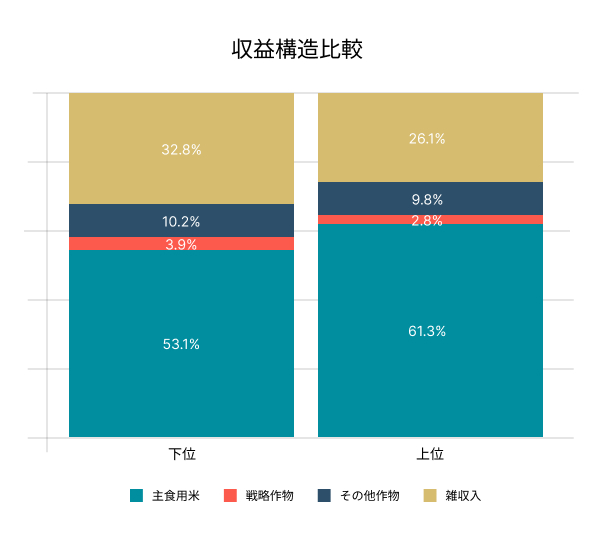 収益構造比較
32.8%
26.1%
10.2%
9.8%
3.9%
2.8%
53.1%
61.3%
下位
上位
主食用米
戦略作物
その他作物
雑収入